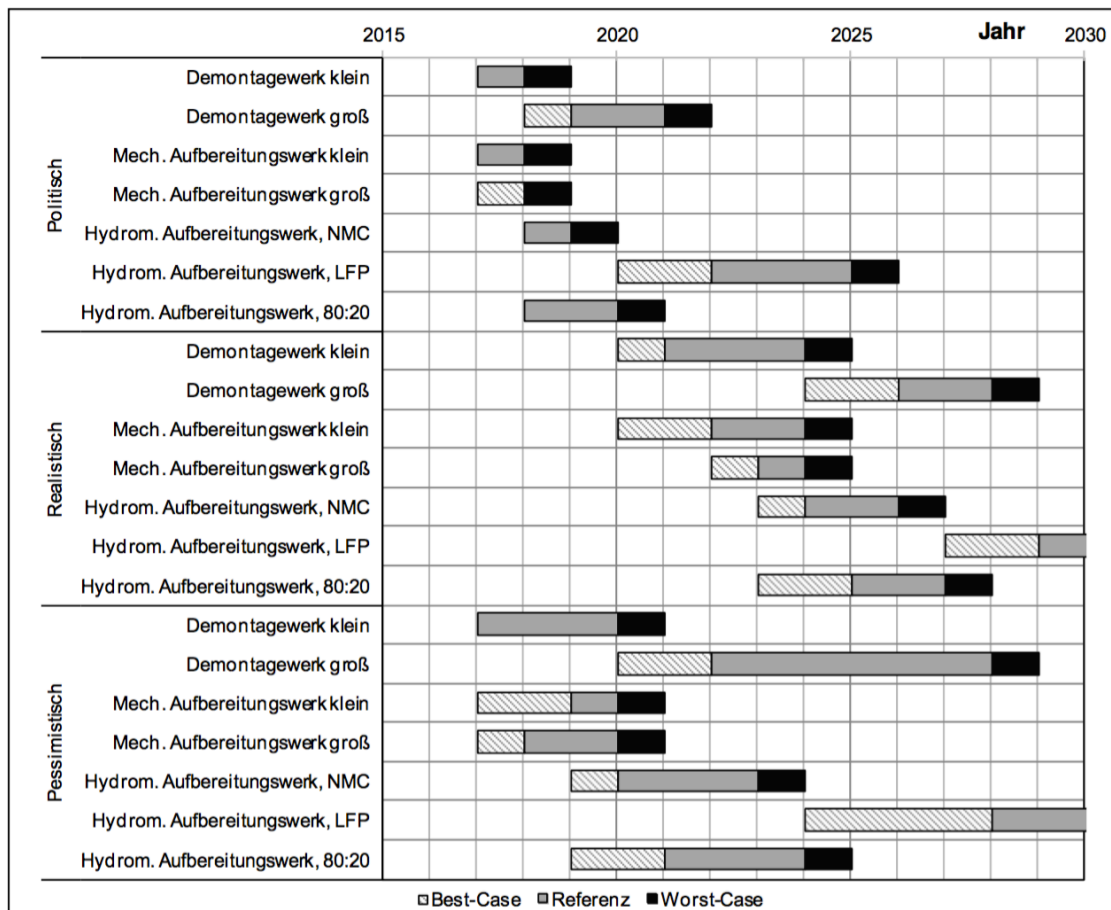 2015 2020 2025 Jahr 2030
Politisch
Demontagewerk klein
Demontagewerk groß
Mech. Aufbereitungswerk klein
Mech. Aufbereitungswerk groß
Hydrom. Aufbereitungswerk, NMC
Hydrom. Aufbereitungswerk, LFP
Hydrom. Aufbereitungswerk, 80:20
Realistisch
Demontagewerk klein
Demontagewerk groß
Mech. Aufbereitungswerk klein
Mech. Aufbereitungswerk groß
Hydrom. Aufbereitungswerk, NMC
Hydrom. Aufbereitungswerk, LFP
Hydrom. Aufbereitungswerk, 80:20
Pessimistisch
Demontagewerk klein
Demontagewerk groß
Mech. Aufbereitungswerk klein
Mech. Aufbereitungswerk groß
Hydrom. Aufbereitungswerk, NMC
Hydrom. Aufbereitungswerk, LFP
Hydrom. Aufbereitungswerk, 80:20
Best-Case Referenz Worst-Case